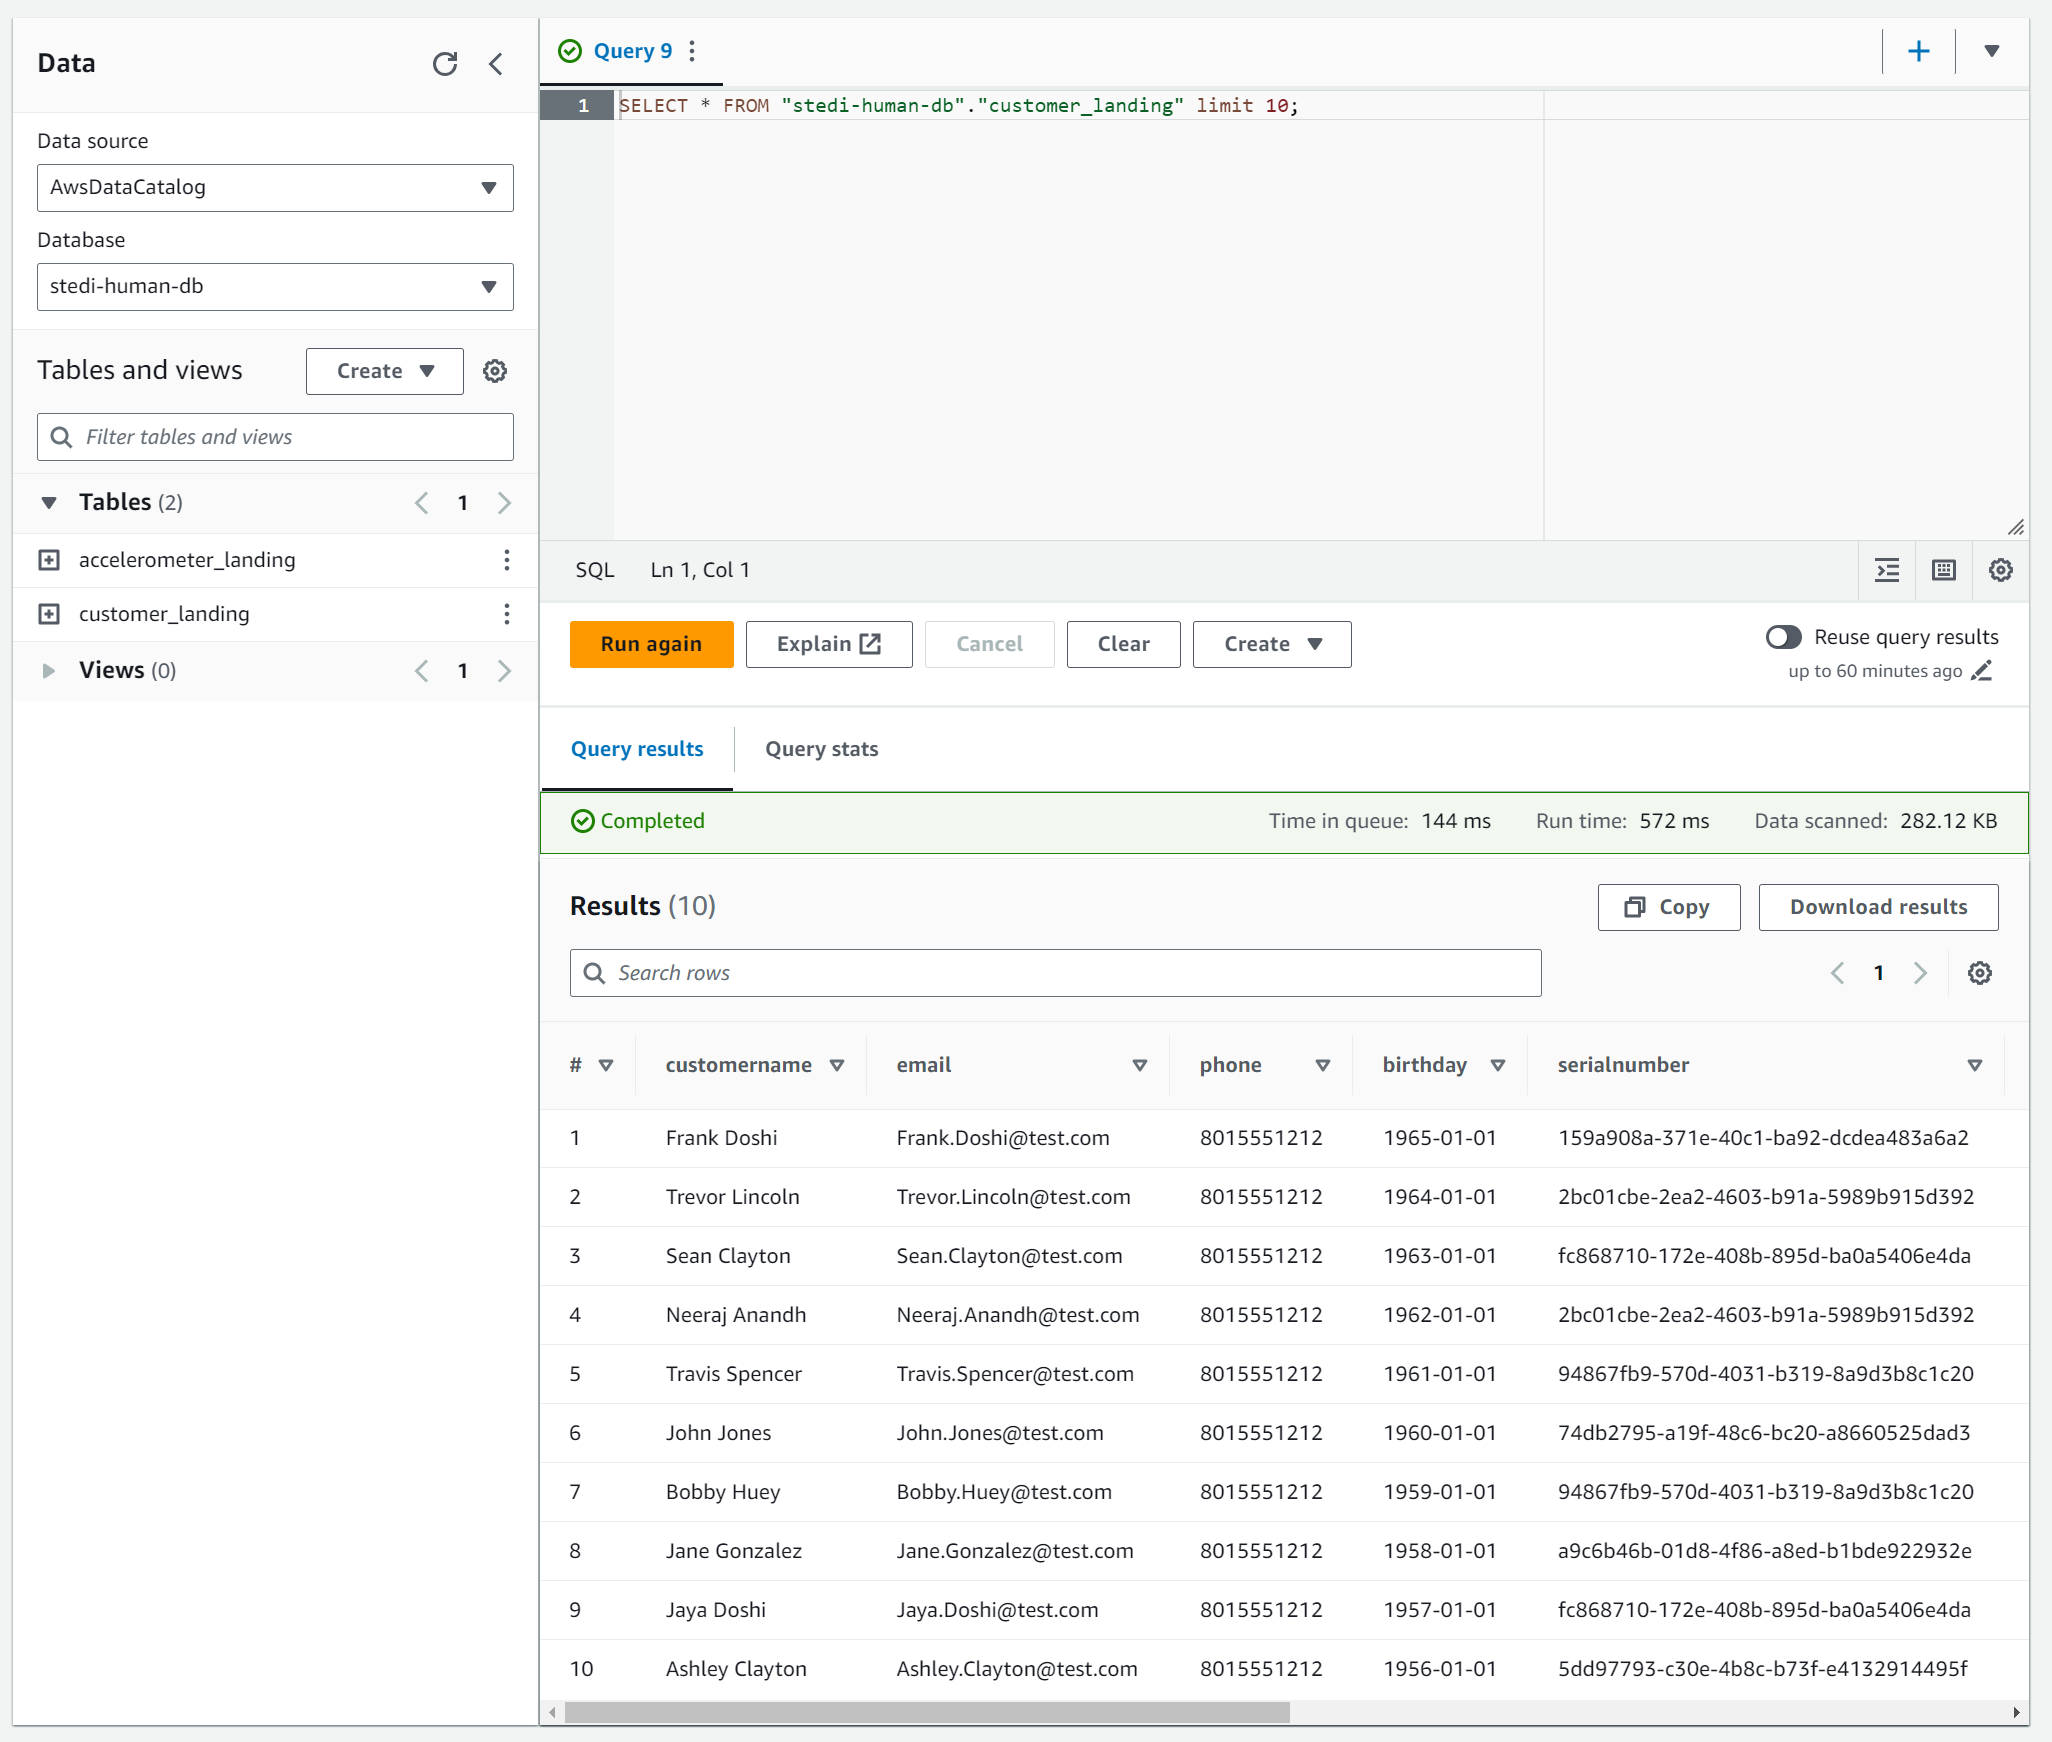 Data
Data source
AwsDataCatalog
Database
stedi-human-db
Tables and views
Create
Filter tables and views
Tables (2)
1
accelerometer_landing
customer_landing
Views (0)
1
Query 9
1
SELECT * FROM "stedi-human-db"."customer_landing" limit 10;
SQL Ln 1, Col 1
Run again Explain Cancel Clear Create
Reuse query results
up to 60 minutes ago
Query results Query stats
Completed Time in queue: 144 ms Run time: 572 ms Data scanned: 282.12 KB
Results (10)
Copy Download results
Search rows
1
# customername email phone birthday serialnumber
1 Frank Doshi Frank.Doshi@test.com 8015551212 1965-01-01 159a908a-371e-40c1-ba92-dcdea483a6a2
2 Trevor Lincoln Trevor.Lincoln@test.com 8015551212 1964-01-01 2bc01cbe-2ea2-4603-b91a-5989b915d392
3 Sean Clayton Sean.Clayton@test.com 8015551212 1963-01-01 fc868710-172e-408b-895d-ba0a5406e4da
4 Neeraj Anandh Neeraj.Anandh@test.com 8015551212 1962-01-01 2bc01cbe-2ea2-4603-b91a-5989b915d392
5 Travis Spencer Travis.Spencer@test.com 8015551212 1961-01-01 94867fb9-570d-4031-b319-8a9d3b8c1c20
6 John Jones John.Jones@test.com 8015551212 1960-01-01 74db2795-a19f-48c6-bc20-a8660525dad3
7 Bobby Huey Bobby.Huey@test.com 8015551212 1959-01-01 94867fb9-570d-4031-b319-8a9d3b8c1c20
8 Jane Gonzalez Jane.Gonzalez@test.com 8015551212 1958-01-01 a9c6b46b-01d8-4f86-a8ed-b1bde922932e
9 Jaya Doshi Jaya.Doshi@test.com 8015551212 1957-01-01 fc868710-172e-408b-895d-ba0a5406e4da
10 Ashley Clayton Ashley.Clayton@test.com 8015551212 1956-01-01 5dd97793-c30e-4b8c-b73f-e4132914495f